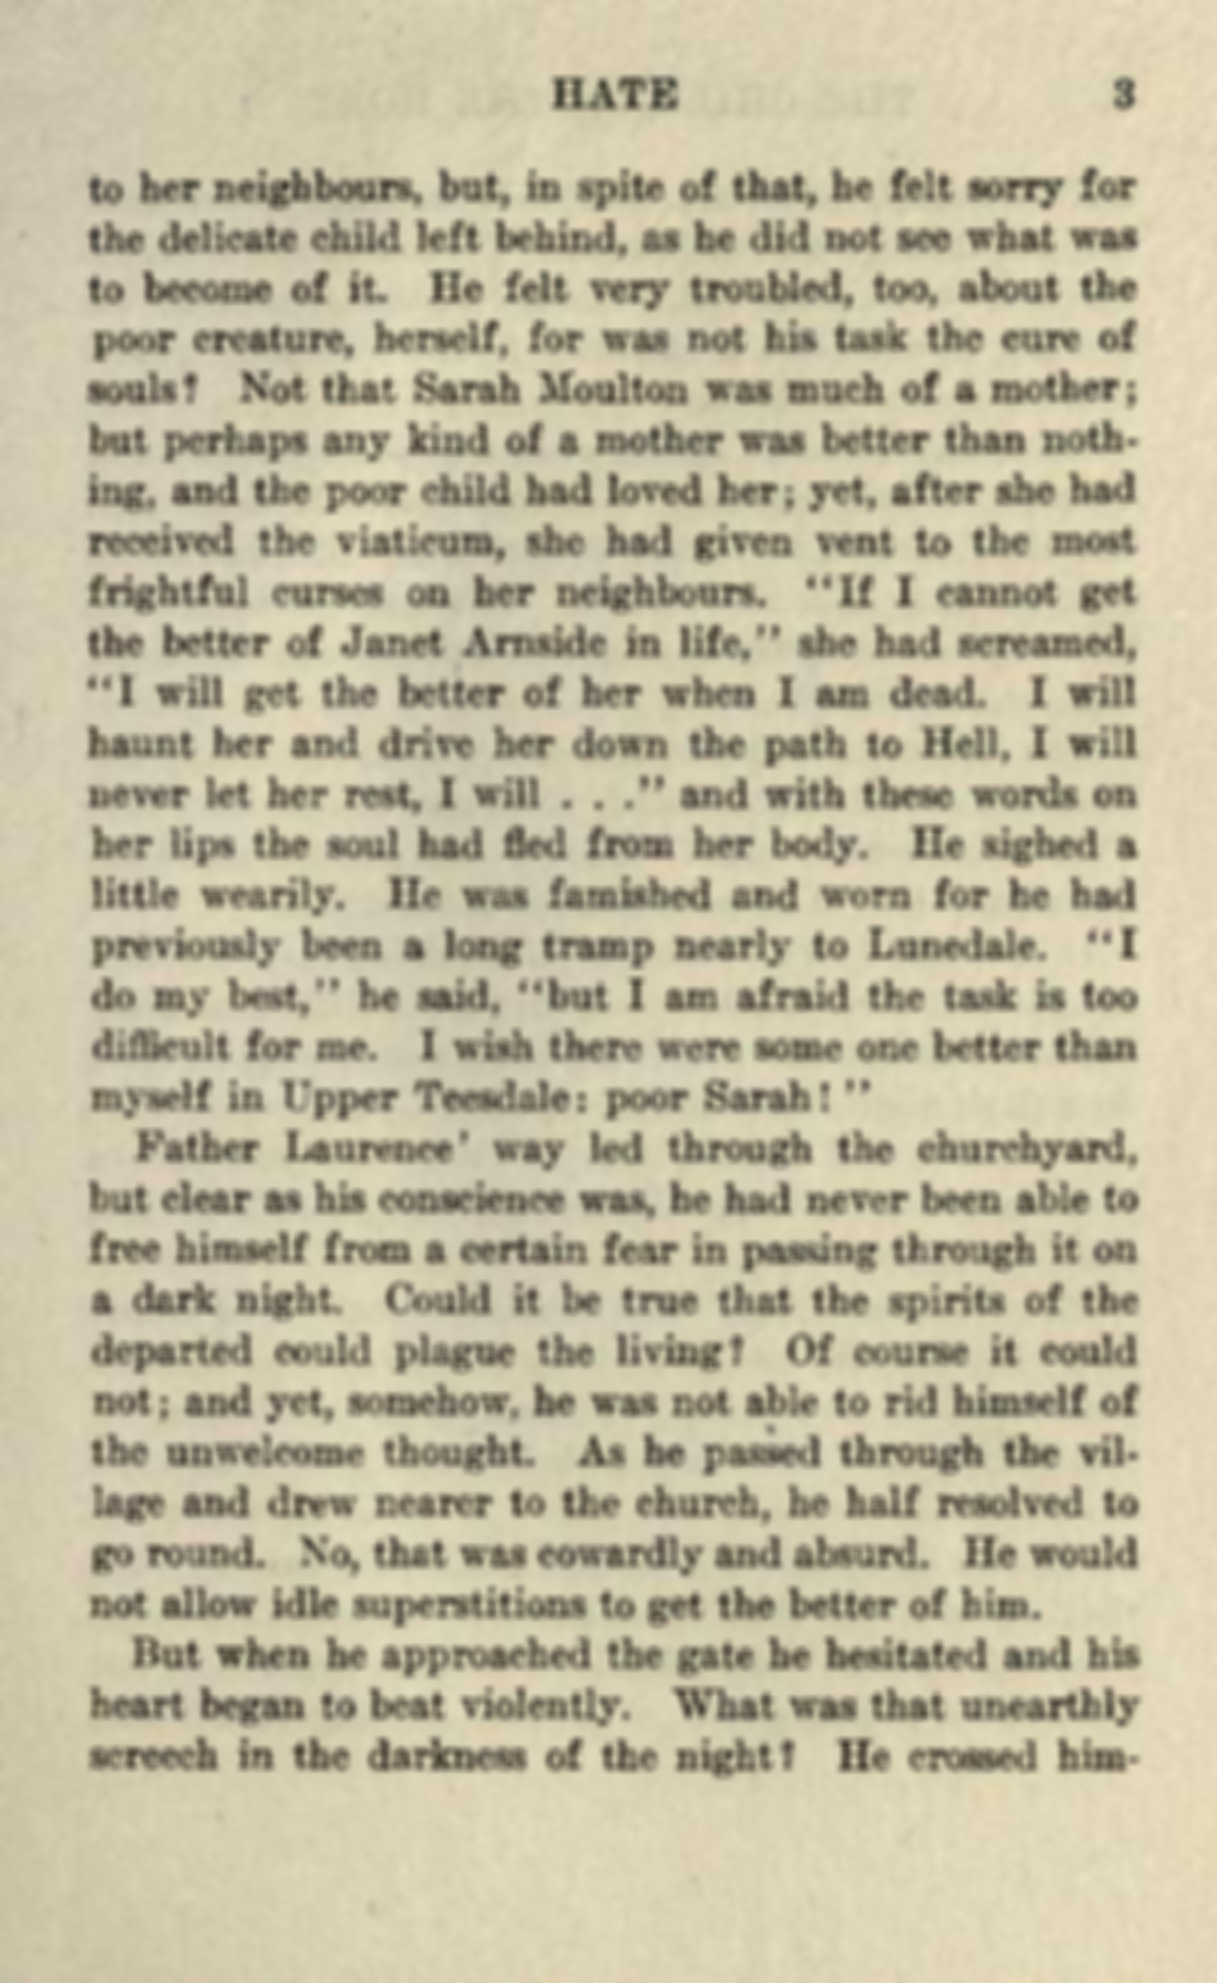 HATE 3
to her neighbours, but, in spite of that, he felt sorry for
the delicate child left behind, as he did not see what was
to become of it. He felt very troubled, too, about the
poor creature, herself, for was not his task the cure of
souls? Not that Sarah Moulton was much of a mother;
but perhaps any kind of a mother was better than noth-
ing, and the poor child had loved her; yet, after she had
received the viaticum, she had given vent to the most
frightful curses on her neighbours. "If I cannot get
the better of Janet Arnside in life," she had screamed,
"I will get the better of her when I am dead. I will
haunt her and drive her down the path to Hell, I will
never let her rest, I will . . ." and with these words on
her lips the soul had fled from her body. He sighed a
little wearily. He was famished and worn for he had
previously been a long tramp nearly to Lunedale. "I
do my best," he said, "but I am afraid the task is too
difficult for me. I wish there were some one better than
myself in Upper Teesdale: poor Sarah!"
Father Laurence' way led through the churchyard,
but clear as his conscience was, he had never been able to
free himself from a certain fear in passing through it on
a dark night. Could it be true that the spirits of the
departed could plague the living? Of course it could
not; and yet, somehow, he was not able to rid himself of
the unwelcome thought. As he passed through the vil-
lage and drew nearer to the church, he half resolved to
go round. No, that was cowardly and absurd. He would
not allow idle superstitions to get the better of him.
But when he approached the gate he hesitated and his
heart began to beat violently. What was that unearthly
screech in the darkness of the night? He crossed him-